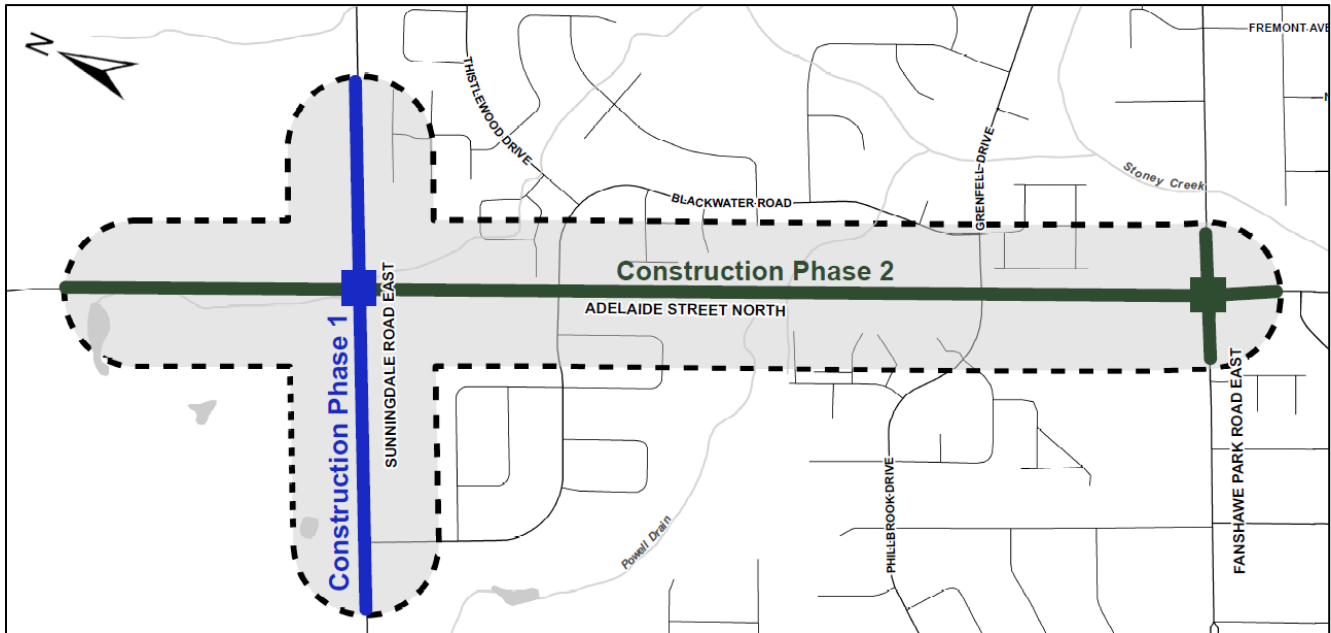 N
FREMONT AVE
THISTLEWOOD DRIVE
GRENFELL DRIVE
Stoney Creek
BLACKWATER ROAD
Construction Phase 2
ADELAIDE STREET NORTH
SUNNINGDALE ROAD EAST
Construction Phase 1
FANSHAWE PARK ROAD EAST
PHILLBROOK DRIVE
Powell Drain